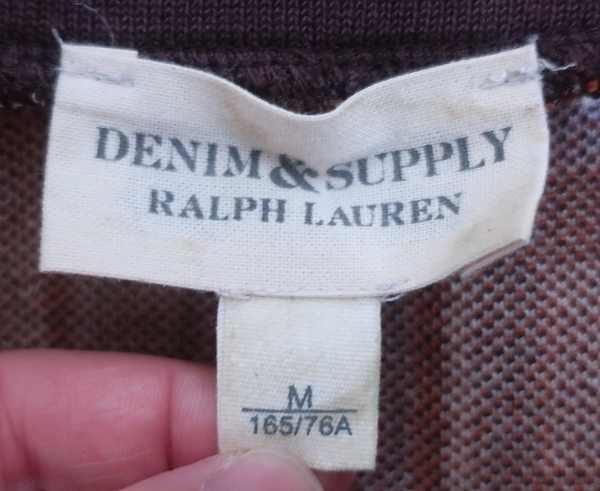 DENIM & SUPPLY
RALPH LAUREN
M
165/76A